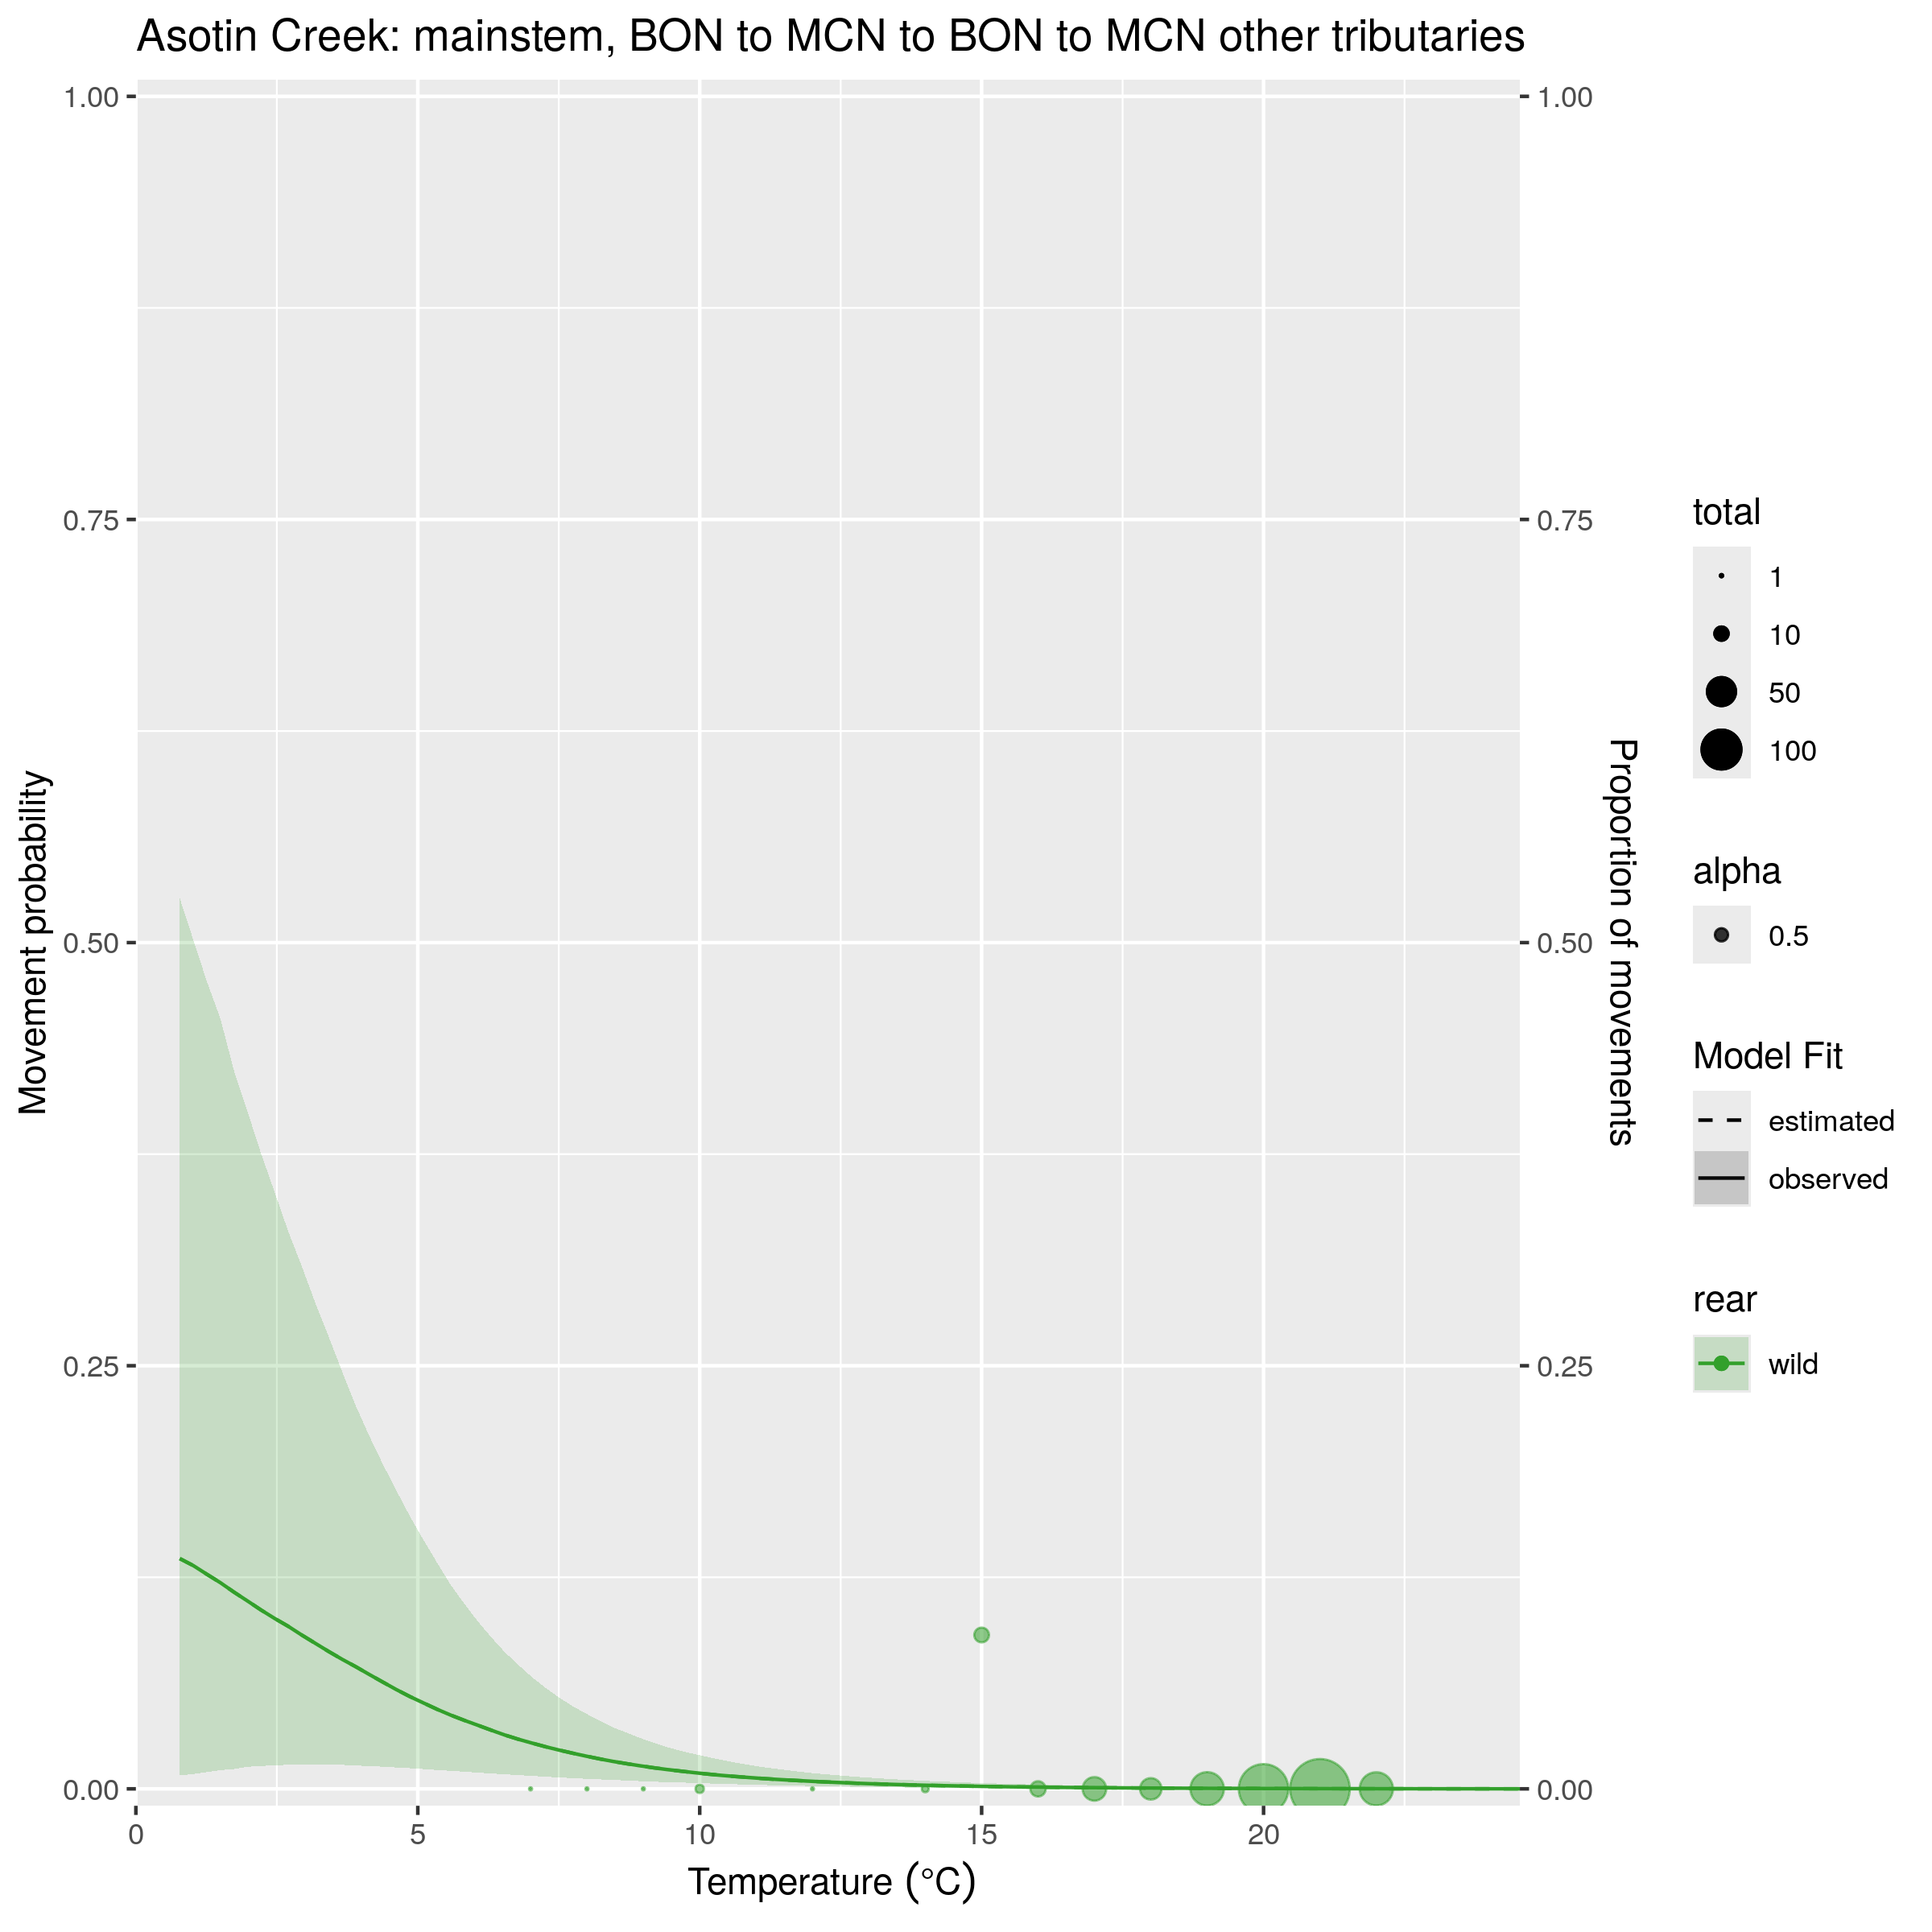 Asotin Creek: mainstem, BON to MCN to BON to MCN other tributaries
Movement probability
1.00
0.75
0.50
0.25
0.00
0
5
10
15
20
Temperature (°C)
1.00
0.75
0.50
0.25
0.00
Proportion of movements
total
1
10
50
100
alpha
0.5
Model Fit
estimated
observed
rear
wild